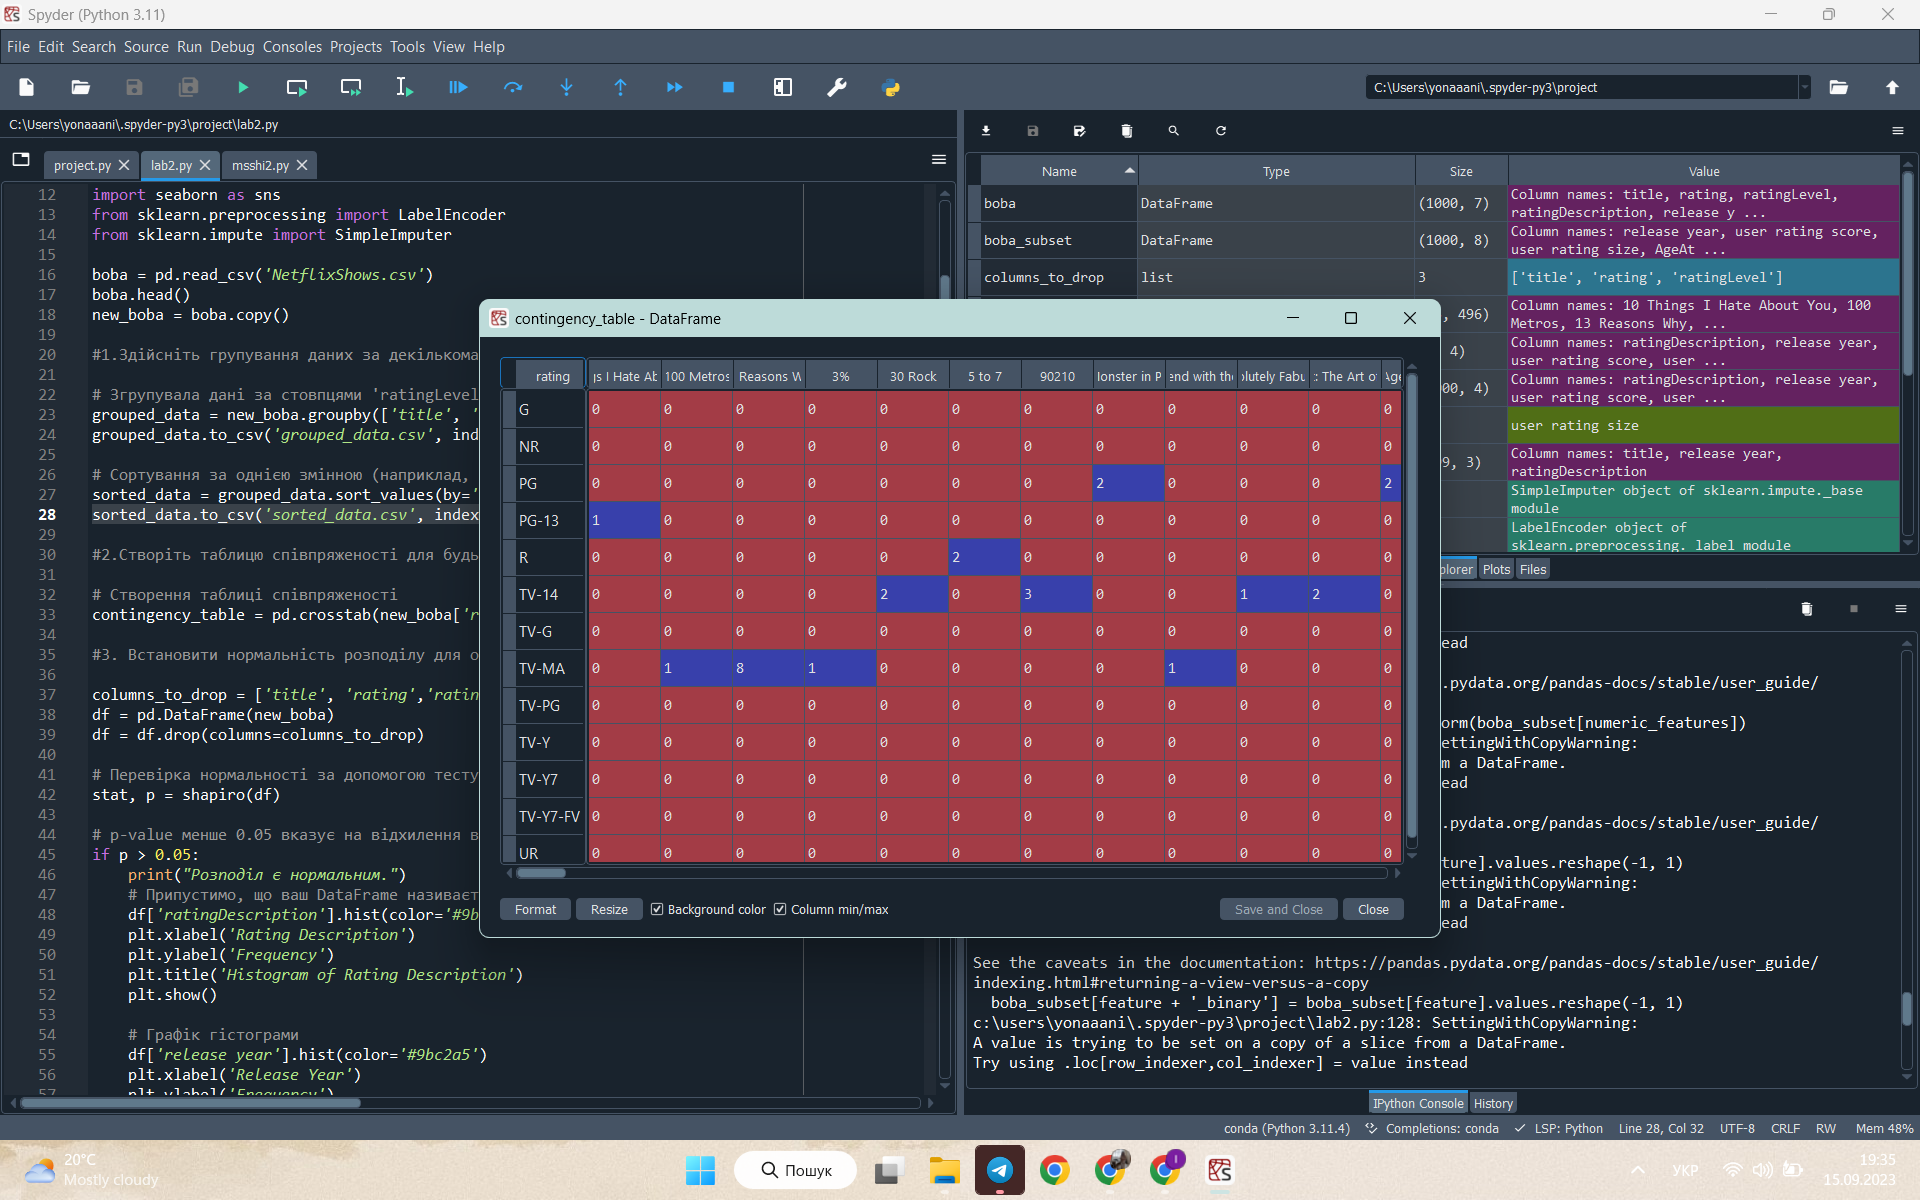 Spyder (Python 3.11)
File Edit Search Source Run Debug Consoles Projects Tools View Help
C:\Users\yonaaani\.spyder-py3\project
C:\Users\yonaaani\.spyder-py3\project\lab2.py
project.py
lab2.py
msshi2.py
12 import seaborn as sns
13 from sklearn.preprocessing import LabelEncoder
14 from sklearn.impute import SimpleImputer
15
16 boba = pd.read_csv('NetflixShows.csv')
17 boba.head()
18 new_boba = boba.copy()
19
20 #1.Здійсніть групування даних за декількома
21
22 # Згрупувала дані за стовпцями 'ratingLevel
23 grouped_data = new_boba.groupby(['title', '
24 grouped_data.to_csv('grouped_data.csv', ind
25
26 # Сортування за однією змінною (наприклад,
27 sorted_data = grouped_data.sort_values(by='
28 sorted_data.to_csv('sorted_data.csv', index
29
30 #2.Створіть таблицю співпряженості для будь
31
32 # Створення таблиці співпряженості
33 contingency_table = pd.crosstab(new_boba['r
34
35 #3. Встановити нормальність розподілу для о
36
37 columns_to_drop = ['title', 'rating','ratin
38 df = pd.DataFrame(new_boba)
39 df = df.drop(columns=columns_to_drop)
40
41 # Перевірка нормальності за допомогою тесту
42 stat, p = shapiro(df)
43
44 # p-value менше 0.05 вказує на відхилення в
45 if p > 0.05:
46 print("Розподіл є нормальним.")
47 # Припустимо, що ваш DataFrame називаєт
48 df['ratingDescription'].hist(color='#9b
49 plt.xlabel('Rating Description')
50 plt.ylabel('Frequency')
51 plt.title('Histogram of Rating Description')
52 plt.show()
53
54 # Графік гістограми
55 df['release year'].hist(color='#9bc2a5')
56 plt.xlabel('Release Year')
57 plt.ylabel('Frequency')
Name Type Size Value
boba DataFrame (1000, 7) Column names: title, rating, ratingLevel,
ratingDescription, release y ...
boba_subset DataFrame (1000, 8) Column names: release year, user rating score,
user rating size, AgeAt ...
columns_to_drop list 3 ['title', 'rating', 'ratingLevel']
, 496) Column names: 10 Things I Hate About You, 100
Metros, 13 Reasons Why, ...
4) Column names: ratingDescription, release year,
user rating score, user ...
00, 4) Column names: ratingDescription, release year,
user rating score, user ...
user rating size
9, 3) Column names: title, release year,
ratingDescription
SimpleImputer object of sklearn.impute._base
module
LabelEncoder object of
sklearn.preprocessing._label module
plorer Plots Files
contingency_table - DataFrame
rating gs I Hate Ab 100 Metros Reasons W 3% 30 Rock 5 to 7 90210 lonster in P end with the olutely Fabu :: The Art o Age
G 0 0 0 0 0 0 0 0 0 0 0 0
NR 0 0 0 0 0 0 0 0 0 0 0 0
PG 0 0 0 0 0 0 0 2 0 0 0 2
PG-13 1 0 0 0 0 0 0 0 0 0 0 0
R 0 0 0 0 0 2 0 0 0 0 0 0
TV-14 0 0 0 0 2 0 3 0 0 1 2 0
TV-G 0 0 0 0 0 0 0 0 0 0 0 0
TV-MA 0 1 8 1 0 0 0 0 1 0 0 0
TV-PG 0 0 0 0 0 0 0 0 0 0 0 0
TV-Y 0 0 0 0 0 0 0 0 0 0 0 0
TV-Y7 0 0 0 0 0 0 0 0 0 0 0 0
TV-Y7-FV 0 0 0 0 0 0 0 0 0 0 0 0
UR 0 0 0 0 0 0 0 0 0 0 0 0
Format Resize Background color Column min/max Save and Close Close
ead
.pydata.org/pandas-docs/stable/user_guide/
orm(boba_subset[numeric_features])
ettingWithCopyWarning:
m a DataFrame.
ead
.pydata.org/pandas-docs/stable/user_guide/
ture].values.reshape(-1, 1)
ettingWithCopyWarning:
m a DataFrame.
ead
See the caveats in the documentation: https://pandas.pydata.org/pandas-docs/stable/user_guide/
indexing.html#returning-a-view-versus-a-copy
boba_subset[feature + '_binary'] = boba_subset[feature].values.reshape(-1, 1)
c:\users\yonaaani\.spyder-py3\project\lab2.py:128: SettingWithCopyWarning:
A value is trying to be set on a copy of a slice from a DataFrame.
Try using .loc[row_indexer,col_indexer] = value instead
IPython Console History
conda (Python 3.11.4) Completions: conda LSP: Python Line 28, Col 32 UTF-8 CRLF RW Mem 48%
20°C
Mostly cloudy
Пошук
УКР
19:35
15.09.2023